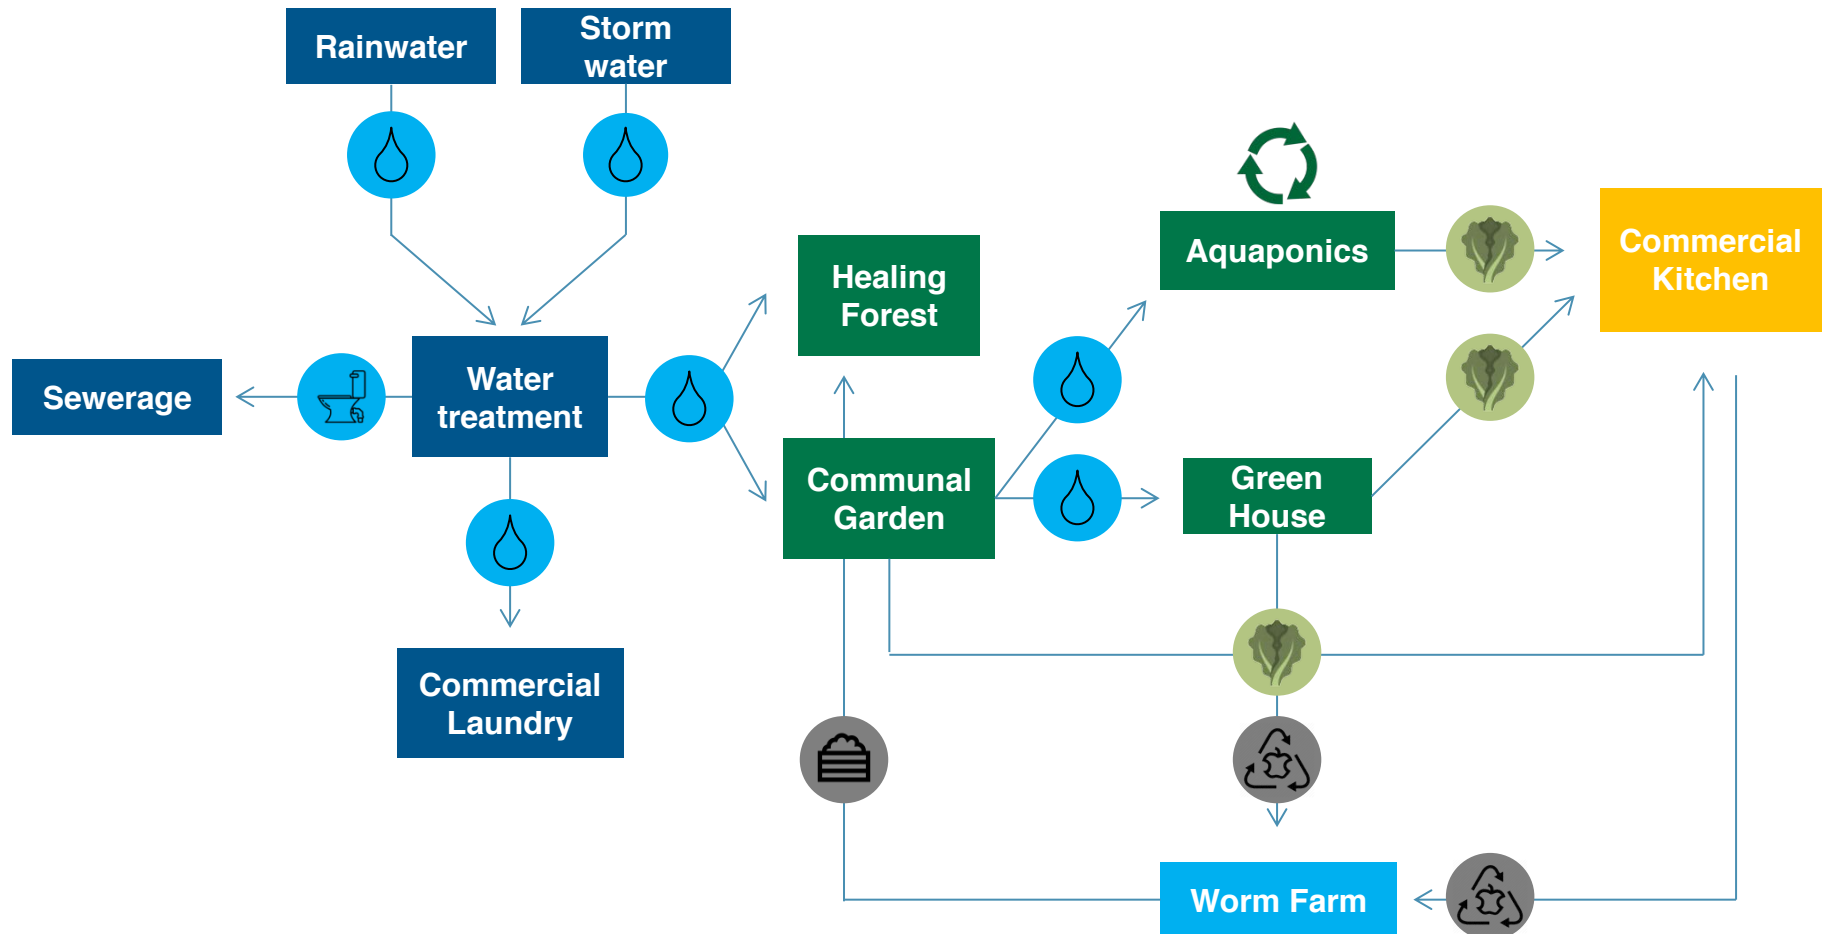 Rainwater
Storm
water
Healing
Forest
Aquaponics
Commercial
Kitchen
Sewerage
Water
treatment
Communal
Garden
Green
House
Commercial
Laundry
Worm Farm